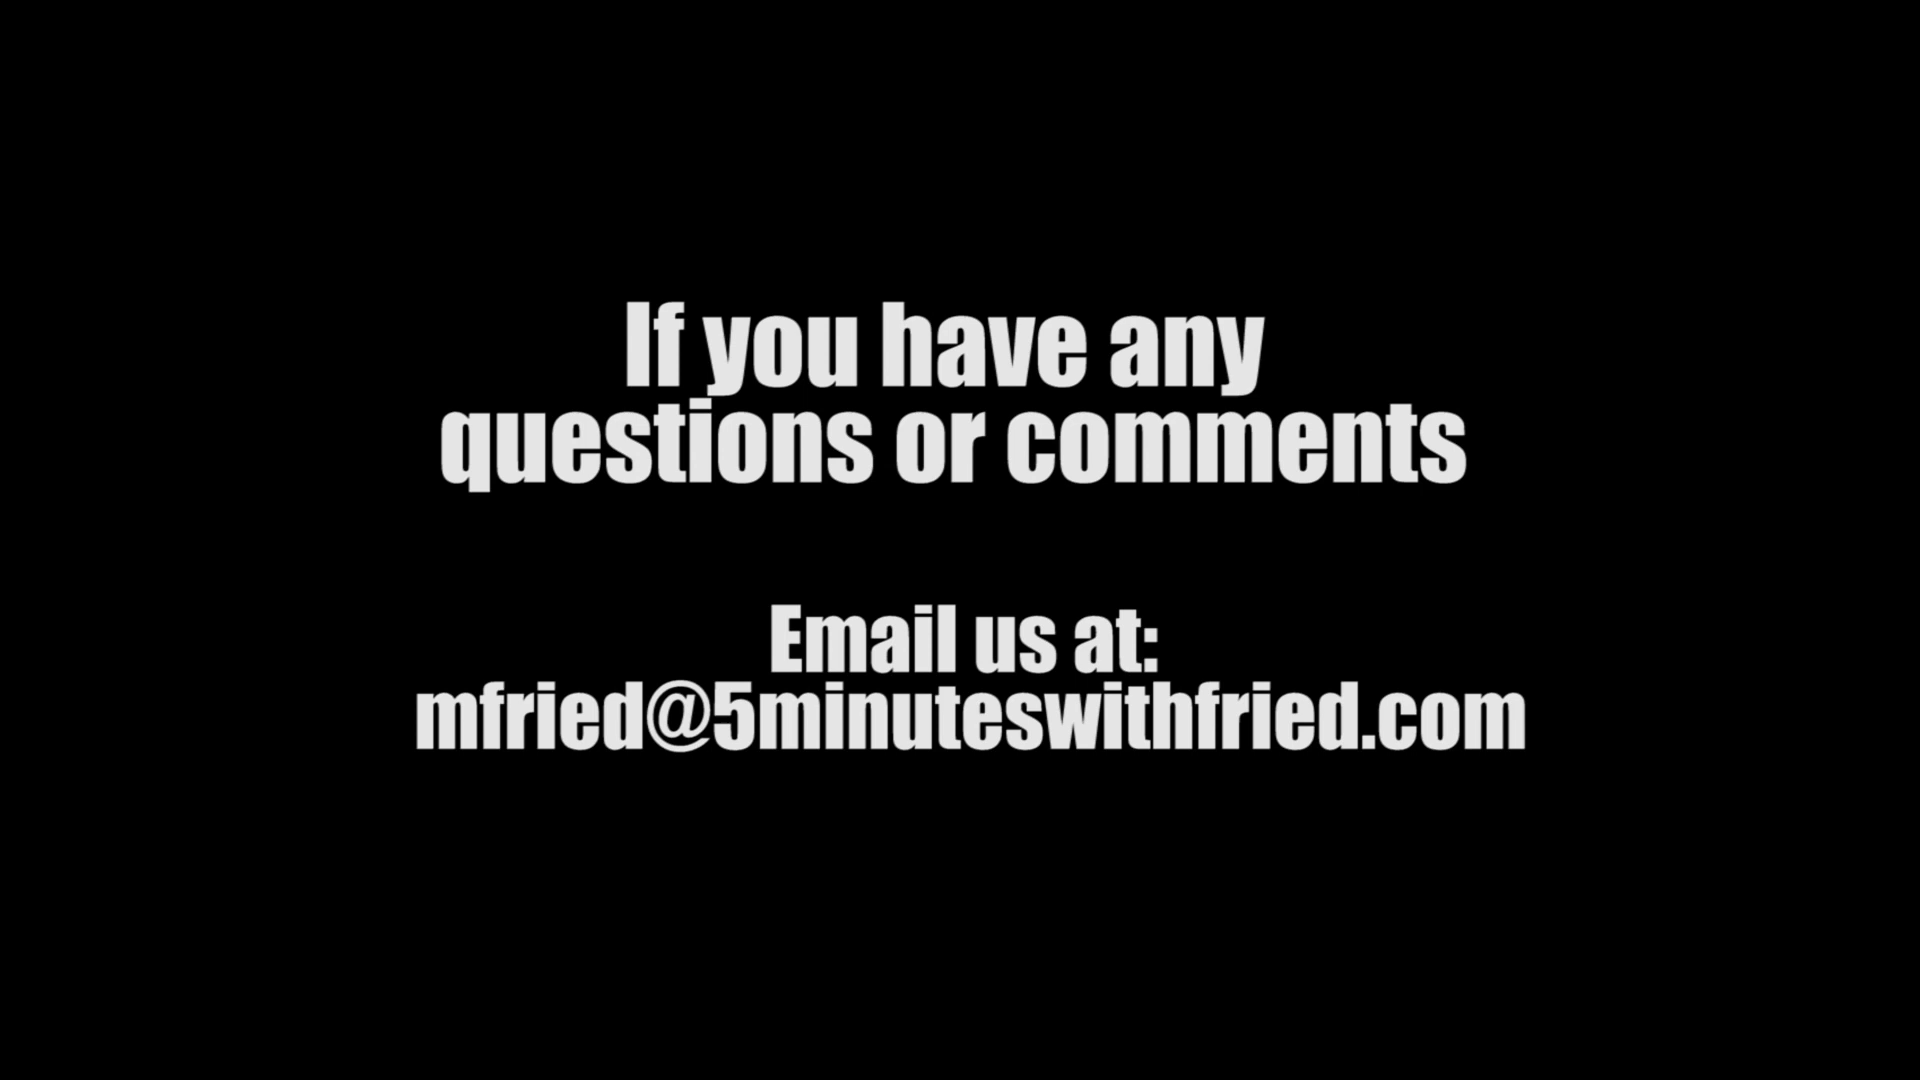 If you have any
questions or comments
Email us at:
mfried@5minuteswithfried.com